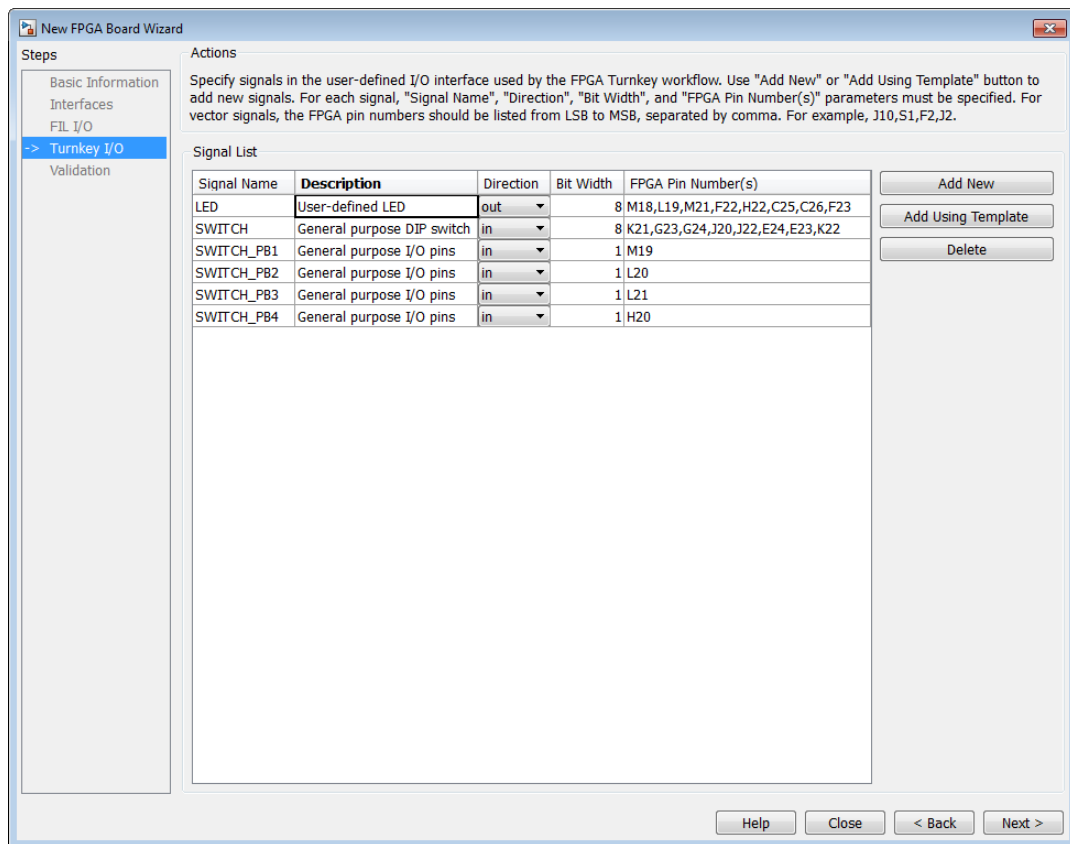 New FPGA Board Wizard
Steps
Basic Information
Interfaces
FIL I/O
-> Turnkey I/O
Validation
Actions
Specify signals in the user-defined I/O interface used by the FPGA Turnkey workflow. Use "Add New" or "Add Using Template" button to
add new signals. For each signal, "Signal Name", "Direction", "Bit Width", and "FPGA Pin Number(s)" parameters must be specified. For
vector signals, the FPGA pin numbers should be listed from LSB to MSB, separated by comma. For example, J10,S1,F2,J2.
Signal List
Signal Name Description Direction Bit Width FPGA Pin Number(s)
LED User-defined LED out 8 M18,L19,M21,F22,H22,C25,C26,F23
SWITCH General purpose DIP switch in 8 K21,G23,G24,J20,J22,E24,E23,K22
SWITCH_PB1 General purpose I/O pins in 1 M19
SWITCH_PB2 General purpose I/O pins in 1 L20
SWITCH_PB3 General purpose I/O pins in 1 L21
SWITCH_PB4 General purpose I/O pins in 1 H20
Add New
Add Using Template
Delete
Help Close < Back Next >